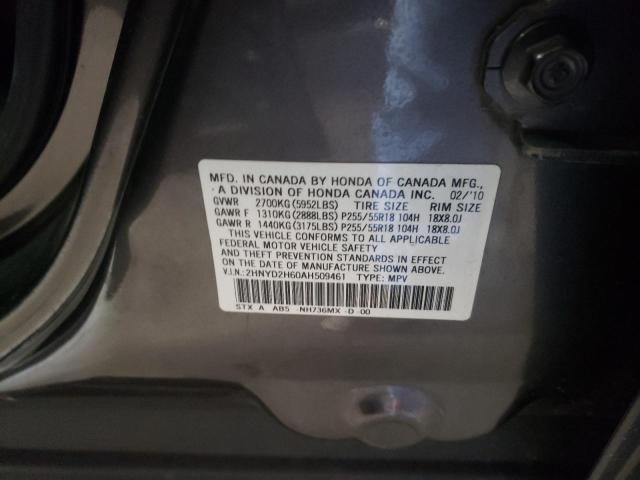 MFD. IN CANADA BY HONDA OF CANADA MFG.,
A DIVISION OF HONDA CANADA INC. 02/'10
GVWR 2700KG (5952LBS) TIRE SIZE RIM SIZE
GAWR F 1310KG (2888LBS) P255/55R18 104H 18X8.0J
GAWR R 1440KG (3175LBS) P255/55R18 104H 18X8.0J
THIS VEHICLE CONFORMS TO ALL APPLICABLE
FEDERAL MOTOR VEHICLE SAFETY
AND THEFT PREVENTION STANDARDS IN EFFECT
ON THE DATE OF MANUFACTURE SHOWN ABOVE.
V.I.N.: 2HNYD2H60AH509461 TYPE: MPV
STX A AB5 -NH736MX -D -00